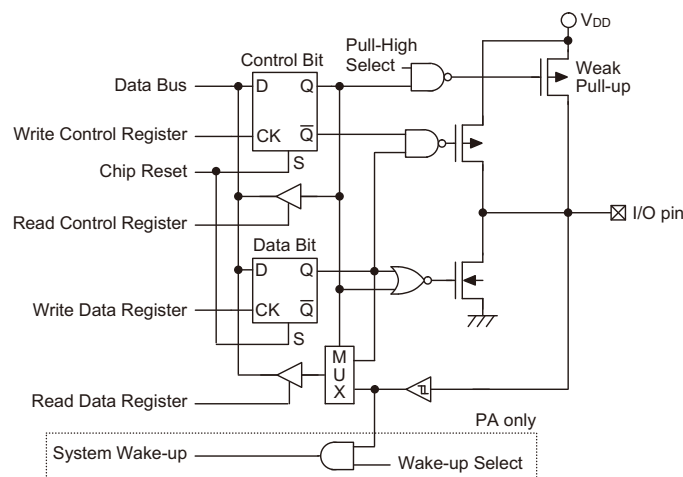 V_DD
Control Bit
Pull-High
Select
Weak
Pull-up
Data Bus
D
Q
Write Control Register
CK
Q̅
Chip Reset
S
I/O pin
Read Control Register
Data Bit
D
Q
Write Data Register
CK
Q̅
S
M
U
X
Read Data Register
PA only
System Wake-up
Wake-up Select